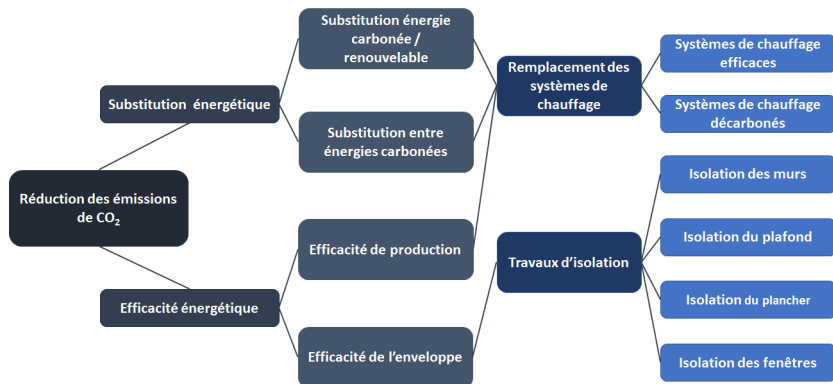 Substitution énergie
carbonée /
renouvelable
Remplacement des
systèmes de
chauffage
Systèmes de chauffage
efficaces
Substitution énergétique
Systèmes de chauffage
décarbonés
Substitution entre
énergies carbonées
Réduction des émissions
de CO₂
Isolation des murs
Efficacité de production
Travaux d’isolation
Isolation du plafond
Efficacité énergétique
Isolation du plancher
Efficacité de l’enveloppe
Isolation des fenêtres